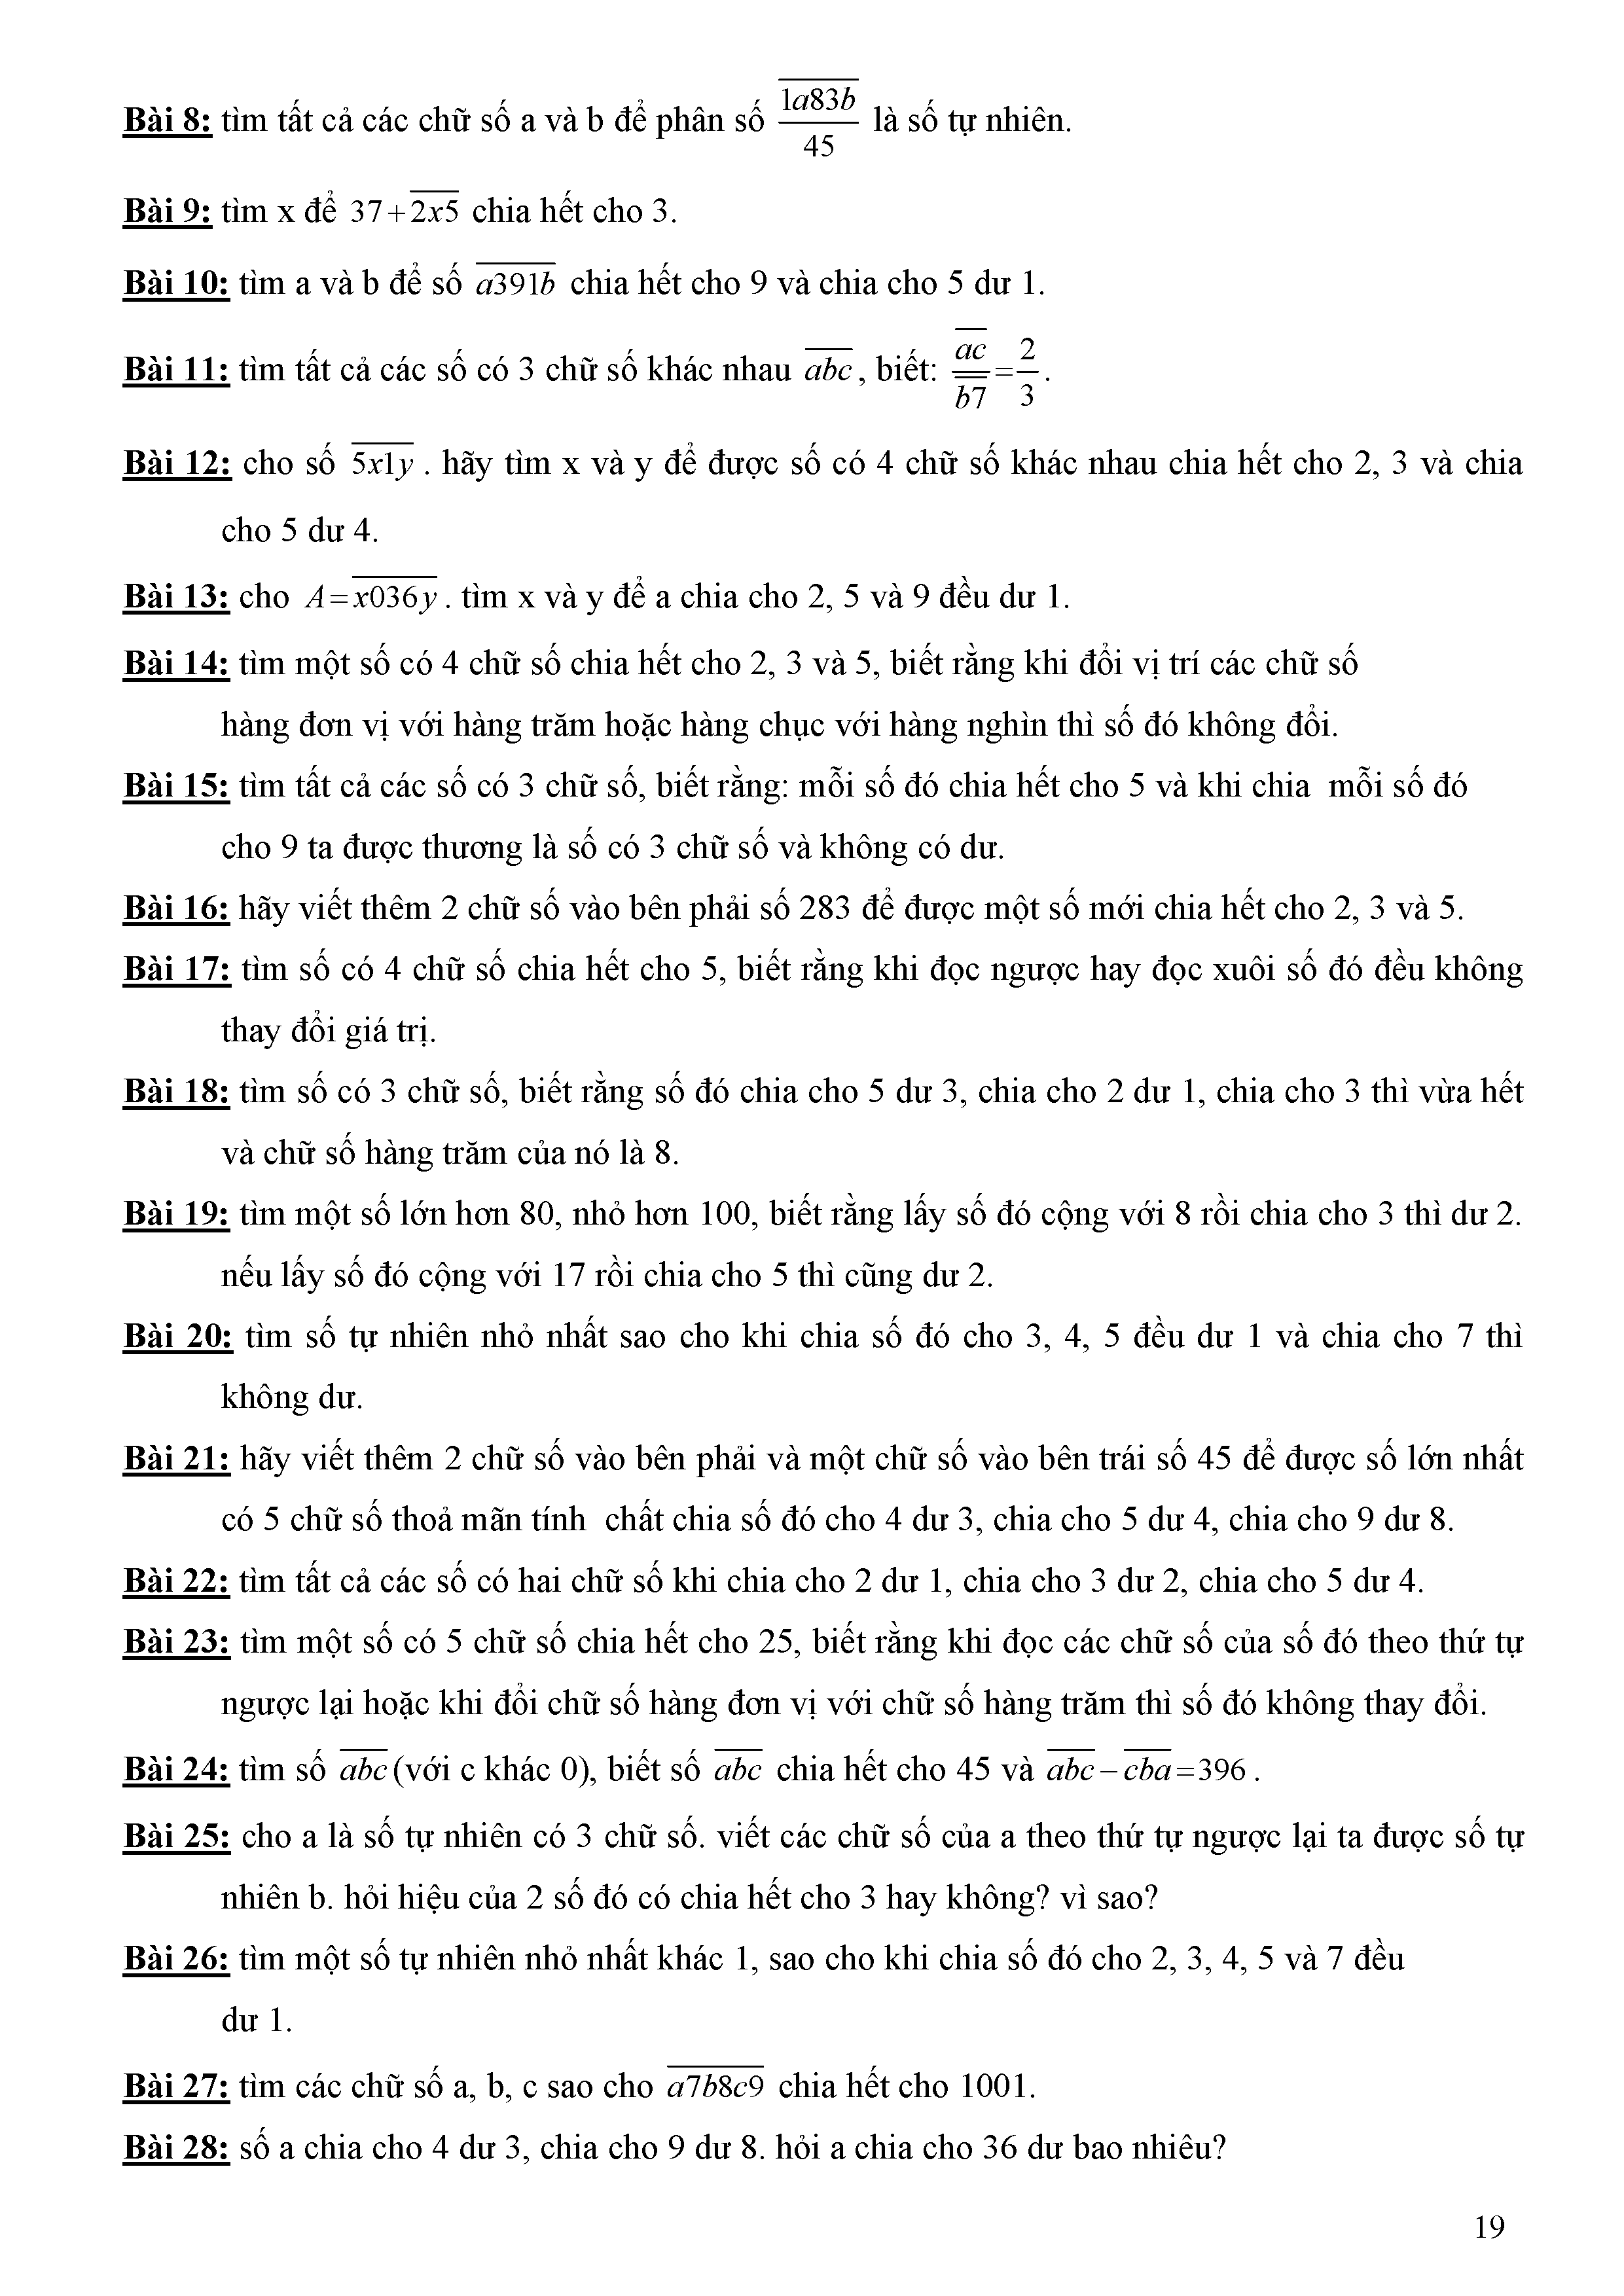 Bài 8: tìm tất cả các chữ số a và b để phân số $\frac{\overline{1a83b}}{45}$ là số tự nhiên.
Bài 9: tìm x để $37+\overline{2x5}$ chia hết cho 3.
Bài 10: tìm a và b để số $\overline{a391b}$ chia hết cho 9 và chia cho 5 dư 1.
Bài 11: tìm tất cả các số có 3 chữ số khác nhau $\overline{abc}$, biết: $\frac{\overline{ac}}{\overline{b7}}=\frac{2}{3}$.
Bài 12: cho số $\overline{5x1y}$. hãy tìm x và y để được số có 4 chữ số khác nhau chia hết cho 2, 3 và chia
cho 5 dư 4.
Bài 13: cho $A=\overline{x036y}$. tìm x và y để a chia cho 2, 5 và 9 đều dư 1.
Bài 14: tìm một số có 4 chữ số chia hết cho 2, 3 và 5, biết rằng khi đổi vị trí các chữ số
hàng đơn vị với hàng trăm hoặc hàng chục với hàng nghìn thì số đó không đổi.
Bài 15: tìm tất cả các số có 3 chữ số, biết rằng: mỗi số đó chia hết cho 5 và khi chia mỗi số đó
cho 9 ta được thương là số có 3 chữ số và không có dư.
Bài 16: hãy viết thêm 2 chữ số vào bên phải số 283 để được một số mới chia hết cho 2, 3 và 5.
Bài 17: tìm số có 4 chữ số chia hết cho 5, biết rằng khi đọc ngược hay đọc xuôi số đó đều không
thay đổi giá trị.
Bài 18: tìm số có 3 chữ số, biết rằng số đó chia cho 5 dư 3, chia cho 2 dư 1, chia cho 3 thì vừa hết
và chữ số hàng trăm của nó là 8.
Bài 19: tìm một số lớn hơn 80, nhỏ hơn 100, biết rằng lấy số đó cộng với 8 rồi chia cho 3 thì dư 2.
nếu lấy số đó cộng với 17 rồi chia cho 5 thì cũng dư 2.
Bài 20: tìm số tự nhiên nhỏ nhất sao cho khi chia số đó cho 3, 4, 5 đều dư 1 và chia cho 7 thì
không dư.
Bài 21: hãy viết thêm 2 chữ số vào bên phải và một chữ số vào bên trái số 45 để được số lớn nhất
có 5 chữ số thoả mãn tính chất chia số đó cho 4 dư 3, chia cho 5 dư 4, chia cho 9 dư 8.
Bài 22: tìm tất cả các số có hai chữ số khi chia cho 2 dư 1, chia cho 3 dư 2, chia cho 5 dư 4.
Bài 23: tìm một số có 5 chữ số chia hết cho 25, biết rằng khi đọc các chữ số của số đó theo thứ tự
ngược lại hoặc khi đổi chữ số hàng đơn vị với chữ số hàng trăm thì số đó không thay đổi.
Bài 24: tìm số $\overline{abc}$(với c khác 0), biết số $\overline{abc}$ chia hết cho 45 và $\overline{abc}-\overline{cba}=396$.
Bài 25: cho a là số tự nhiên có 3 chữ số. viết các chữ số của a theo thứ tự ngược lại ta được số tự
nhiên b. hỏi hiệu của 2 số đó có chia hết cho 3 hay không? vì sao?
Bài 26: tìm một số tự nhiên nhỏ nhất khác 1, sao cho khi chia số đó cho 2, 3, 4, 5 và 7 đều
dư 1.
Bài 27: tìm các chữ số a, b, c sao cho $\overline{a7b8c9}$ chia hết cho 1001.
Bài 28: số a chia cho 4 dư 3, chia cho 9 dư 8. hỏi a chia cho 36 dư bao nhiêu?
19